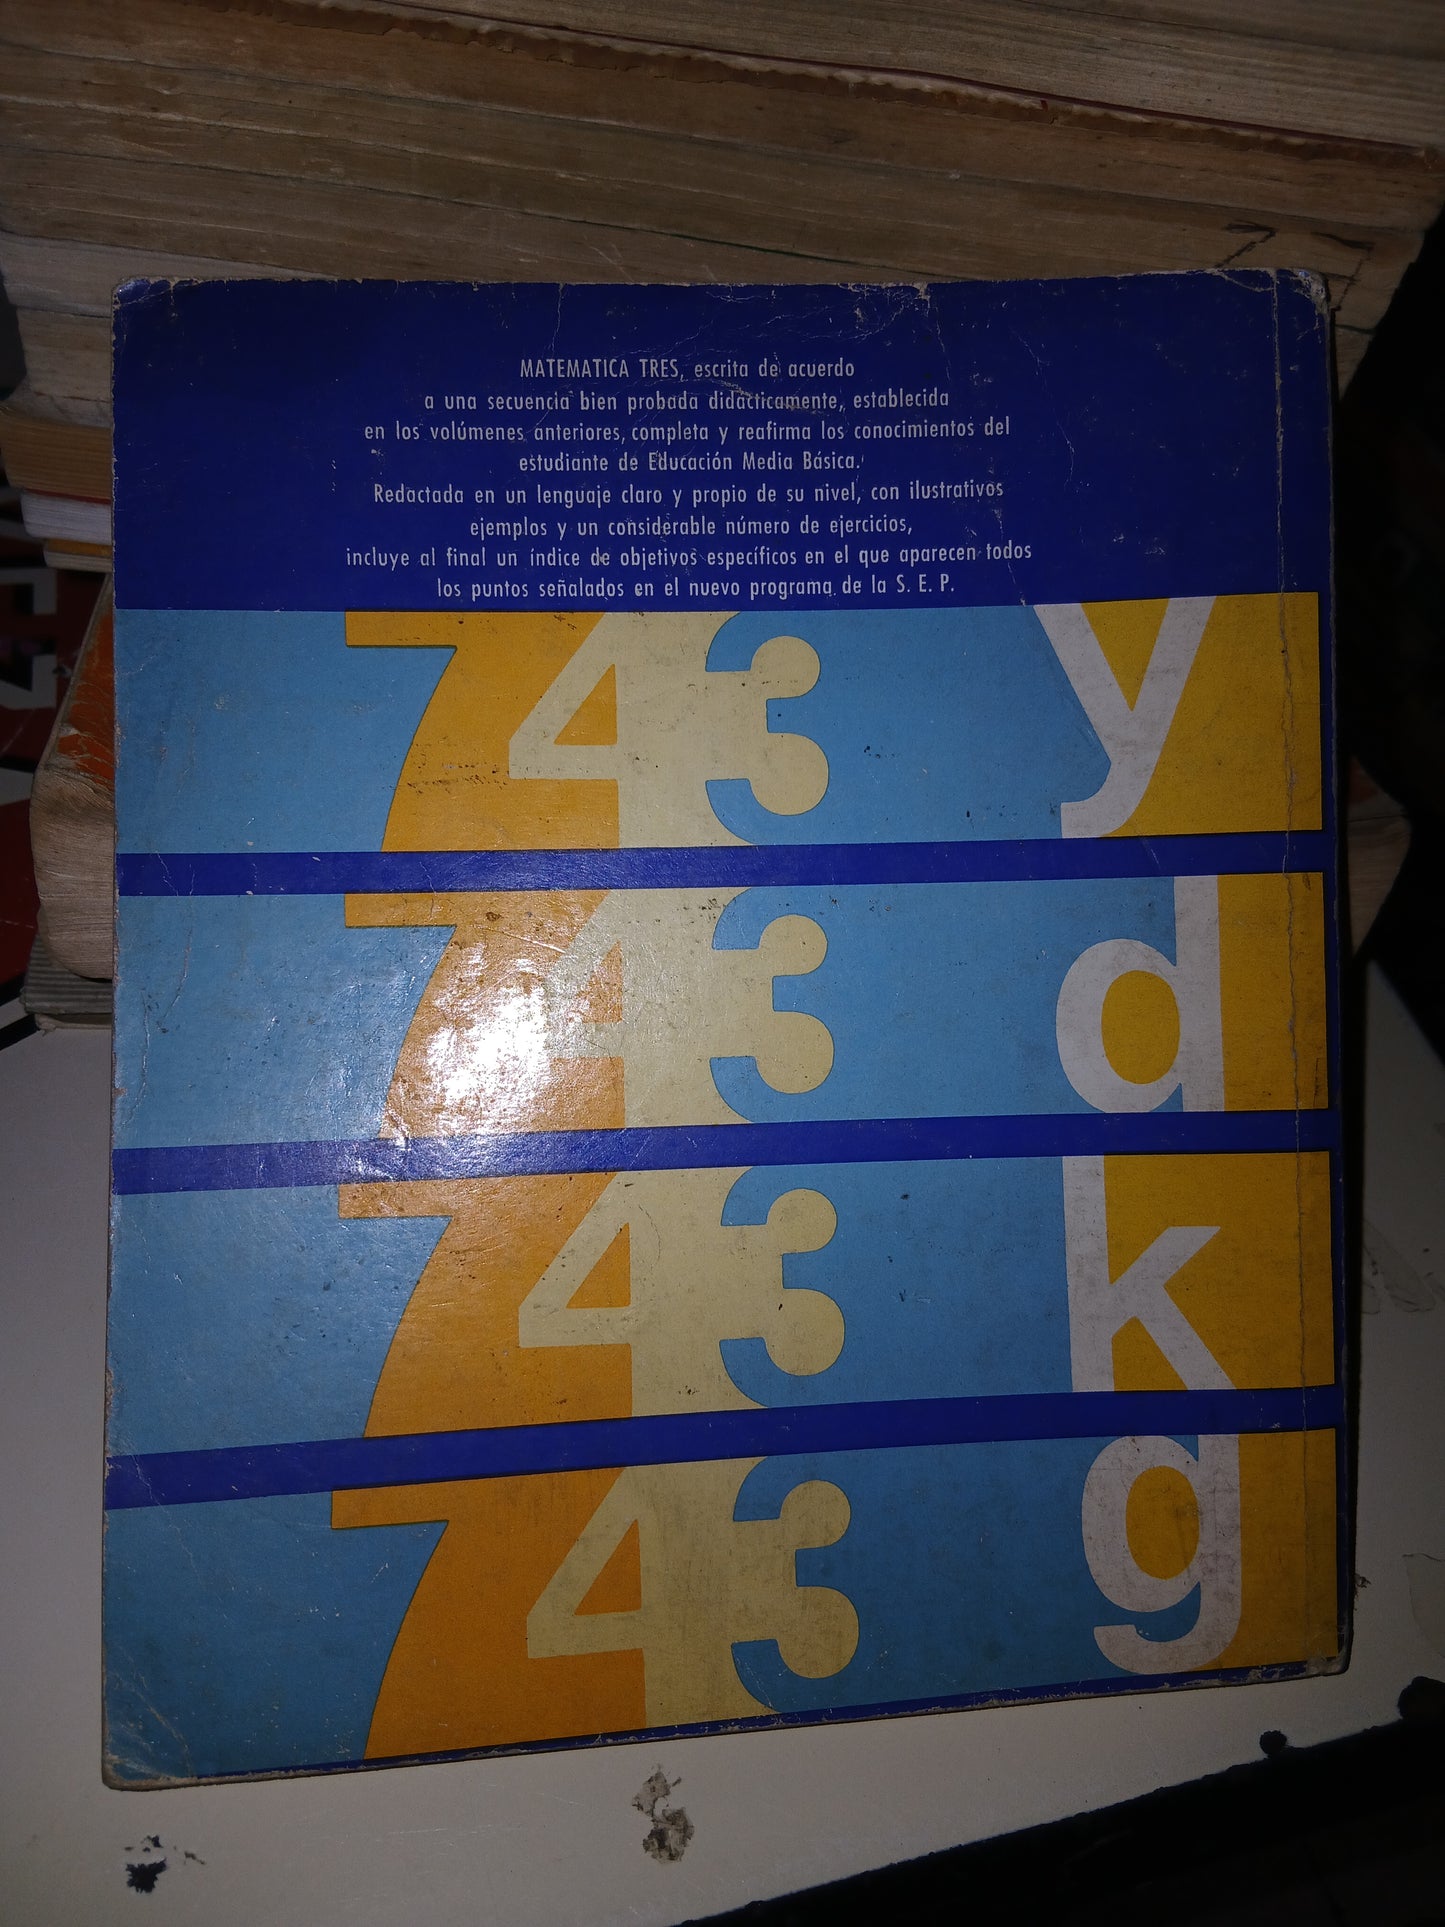 MATEMATICA TRES, escrita de acuerdo
a una secuencia bien probada didácticamente, establecida
en los volúmenes anteriores, completa y reafirma los conocimientos del
estudiante de Educación Media Básica.
Redactada en un lenguaje claro y propio de su nivel, con ilustrativos
ejemplos y un considerable número de ejercicios,
incluye al final un índice de objetivos específicos en el que aparecen todos
los puntos señalados en el nuevo programa de la S. E. P.
743 y
743 d
743 k
743 g